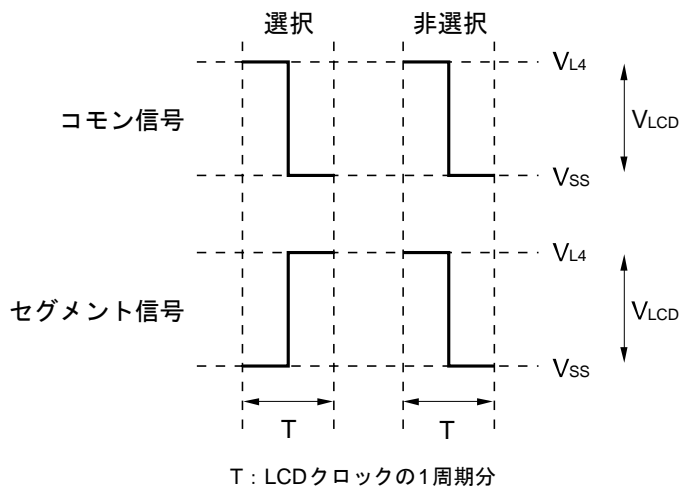 選択 非選択
VL4
コモン信号 VLCD
VSS
VL4
セグメント信号 VLCD
VSS
T T
T：LCDクロックの1周期分